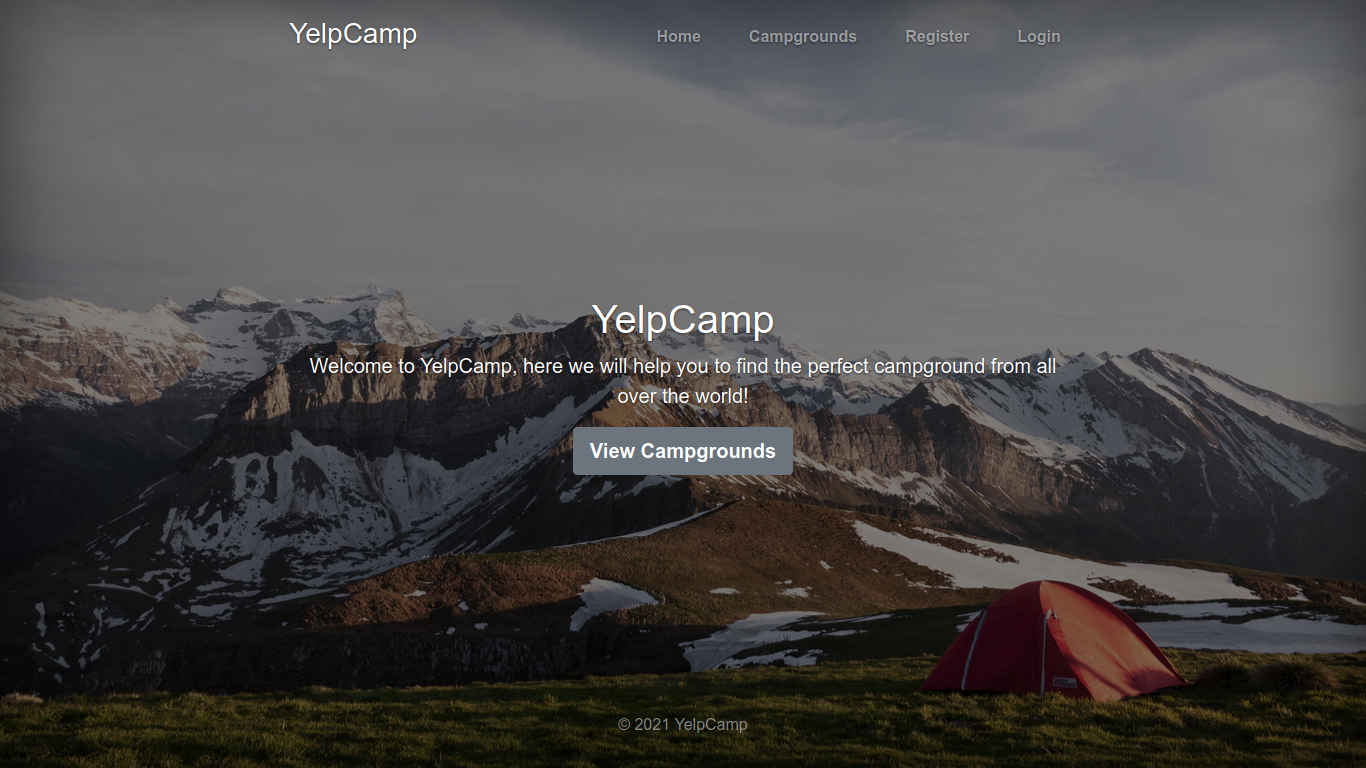 YelpCamp
Home
Campgrounds
Register
Login
YelpCamp
Welcome to YelpCamp, here we will help you to find the perfect campground from all
over the world!
View Campgrounds
© 2021 YelpCamp